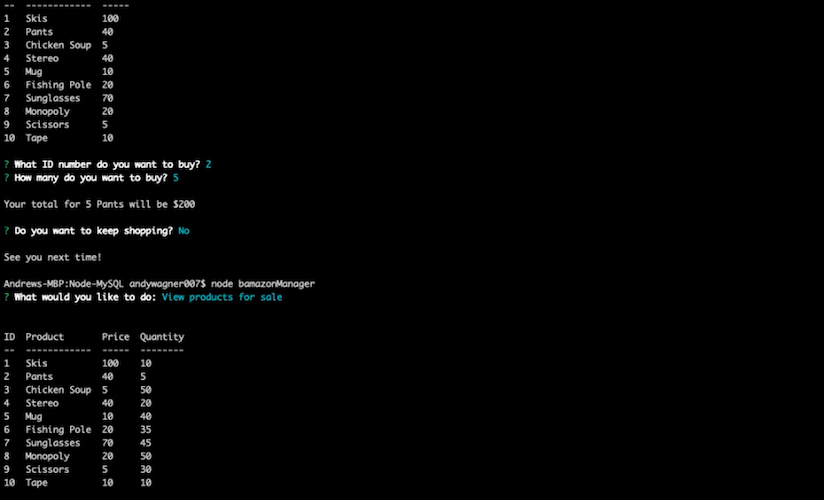 --  ------------  -----
1   Skis          100
2   Pants         40
3   Chicken Soup  5
4   Stereo        40
5   Mug           10
6   Fishing Pole  20
7   Sunglasses    70
8   Monopoly      20
9   Scissors      5
10  Tape          10
? What ID number do you want to buy? 2
? How many do you want to buy? 5
Your total for 5 Pants will be $200
? Do you want to keep shopping? No
See you next time!
Andrews-MBP:Node-MySQL andywagner007$ node bamazonManager
? What would you like to do: View products for sale
ID  Product       Price  Quantity
--  ------------  -----  --------
1   Skis          100    10
2   Pants         40     5
3   Chicken Soup  5      50
4   Stereo        40     20
5   Mug           10     40
6   Fishing Pole  20     35
7   Sunglasses    70     45
8   Monopoly      20     50
9   Scissors      5      30
10  Tape          10     10